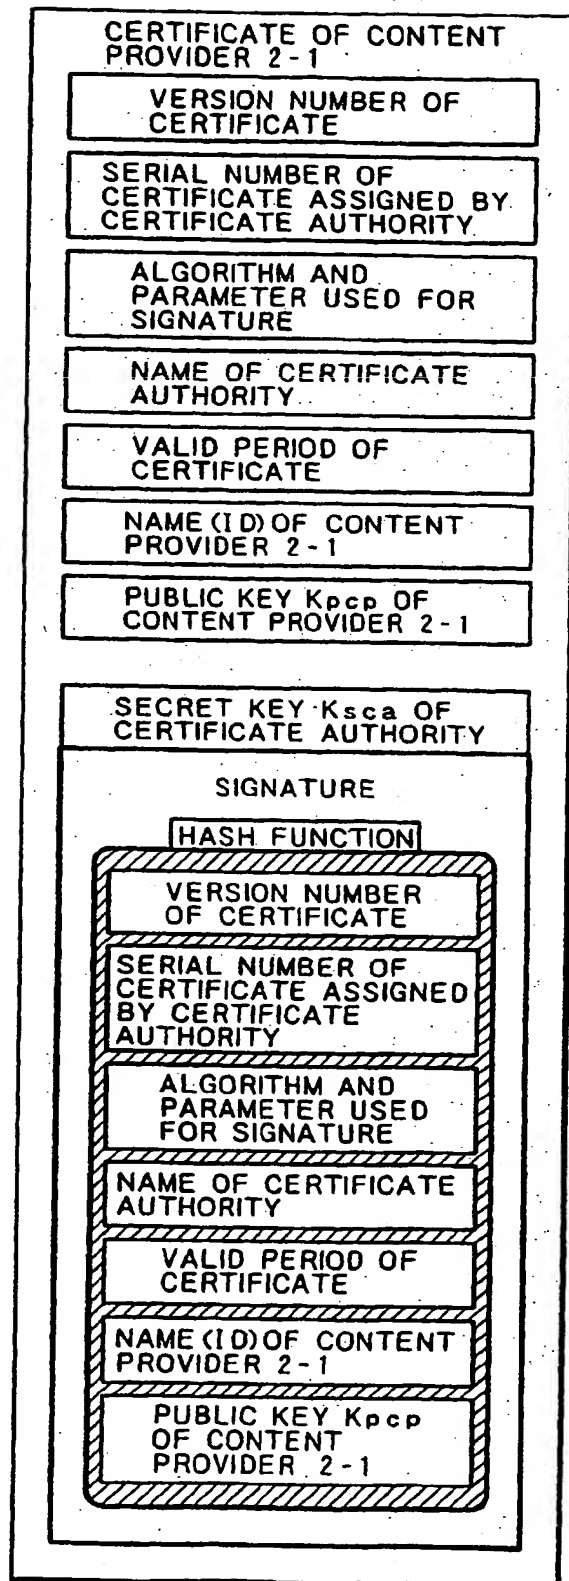 CERTIFICATE OF CONTENT
PROVIDER 2-1
VERSION NUMBER OF
CERTIFICATE
SERIAL NUMBER OF
CERTIFICATE ASSIGNED BY
CERTIFICATE AUTHORITY
ALGORITHM AND
PARAMETER USED FOR
SIGNATURE
NAME OF CERTIFICATE
AUTHORITY
VALID PERIOD OF
CERTIFICATE
NAME(ID)OF CONTENT
PROVIDER 2-1
PUBLIC KEY Kpcp OF
CONTENT PROVIDER 2-1
SECRET KEY Ksca OF
CERTIFICATE AUTHORITY
SIGNATURE
HASH FUNCTION
VERSION NUMBER
OF CERTIFICATE
SERIAL NUMBER OF
CERTIFICATE ASSIGNED
BY CERTIFICATE
AUTHORITY
ALGORITHM AND
PARAMETER USED
FOR SIGNATURE
NAME OF CERTIFICATE
AUTHORITY
VALID PERIOD OF
CERTIFICATE
NAME(ID)OF CONTENT
PROVIDER 2-1
PUBLIC KEY Kpcp
OF CONTENT
PROVIDER 2-1